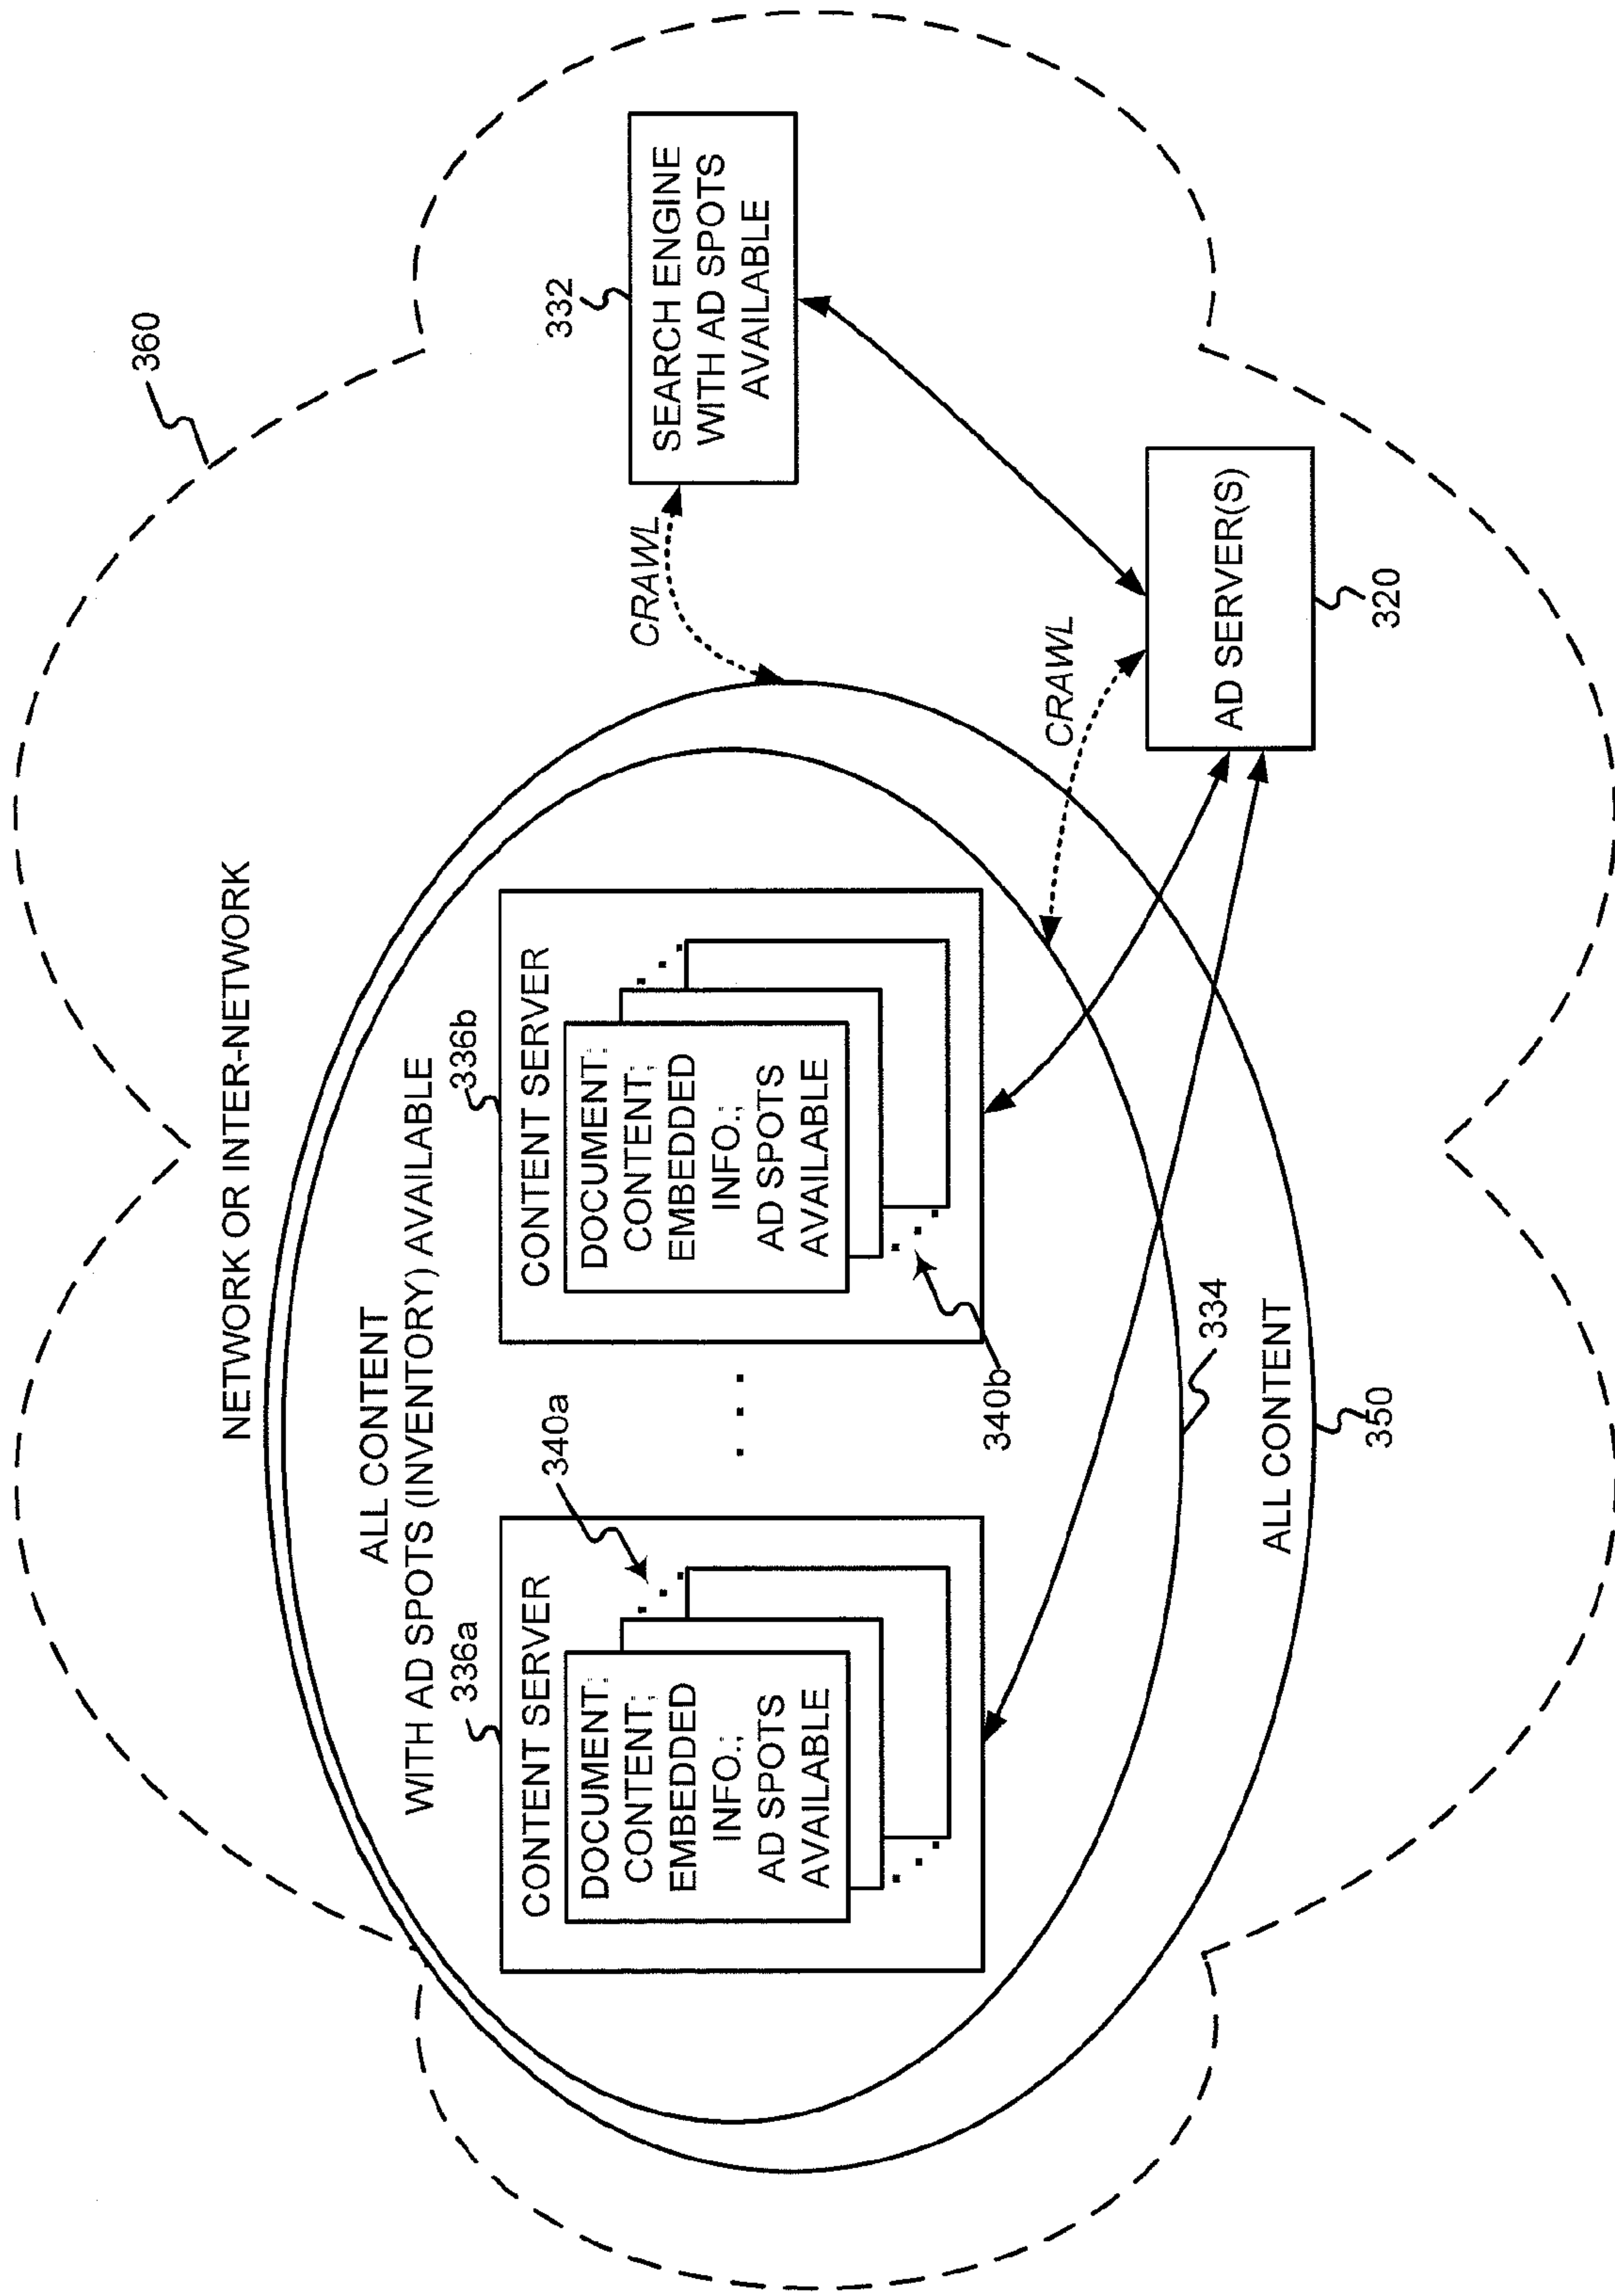 360
NETWORK OR INTER-NETWORK
ALL CONTENT
WITH AD SPOTS (INVENTORY) AVAILABLE
336a
CONTENT SERVER
DOCUMENT:
CONTENT;
EMBEDDED
INFO.;
AD SPOTS
AVAILABLE
340a
. . . .
336b
CONTENT SERVER
DOCUMENT:
CONTENT;
EMBEDDED
INFO.;
AD SPOTS
AVAILABLE
340b
332
SEARCH ENGINE
WITH AD SPOTS
AVAILABLE
CRAWL
CRAWL
AD SERVER(S)
320
334
ALL CONTENT
350